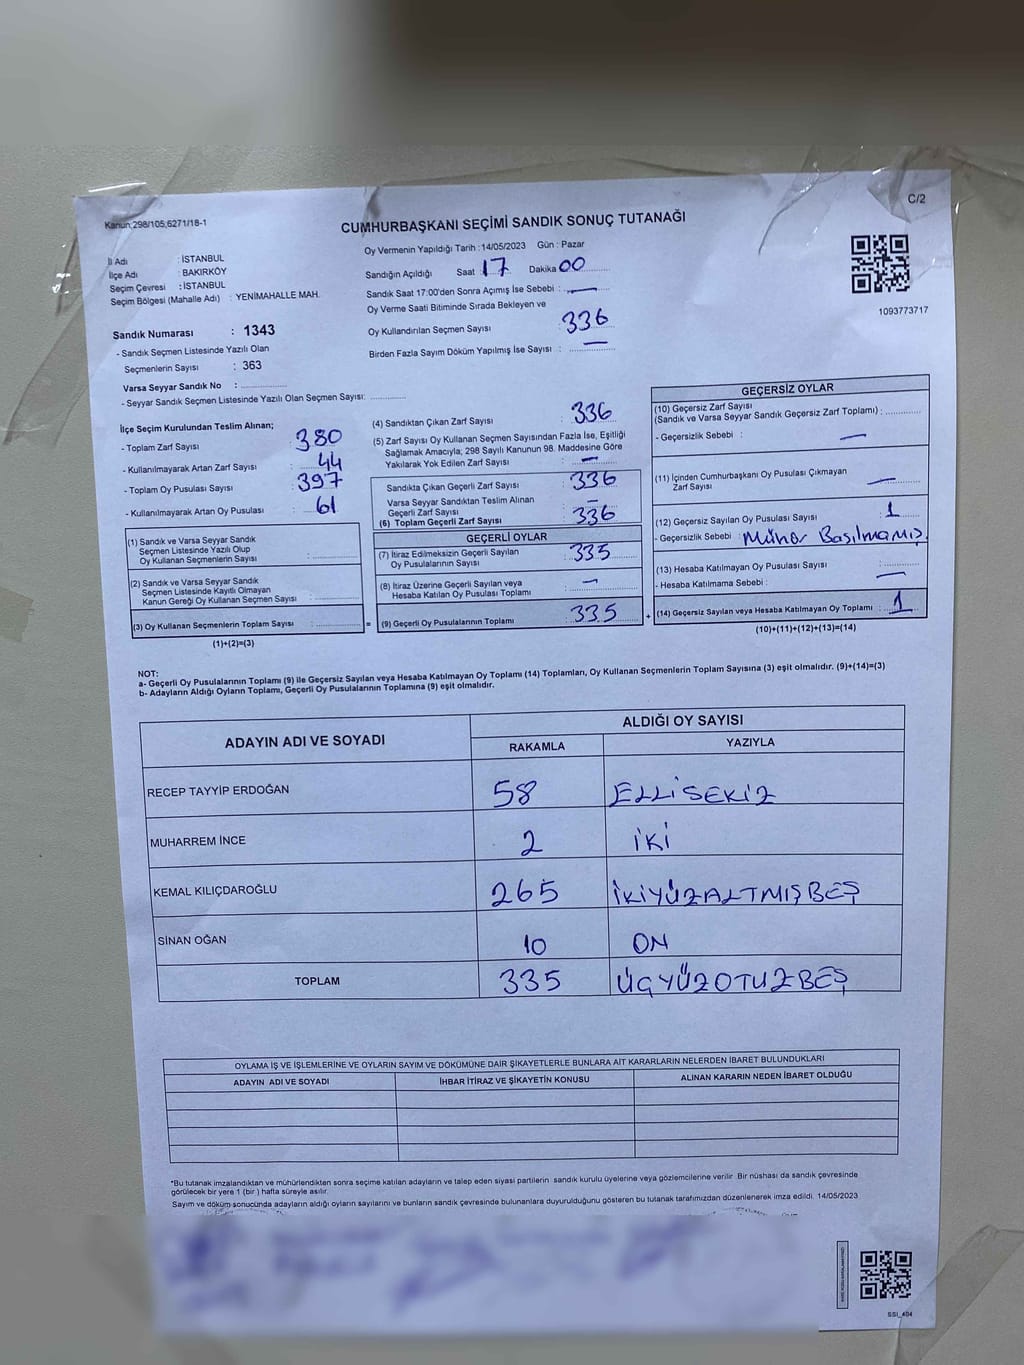 C/2
Kanun:298/105;6271/18-1
CUMHURBAŞKANI SEÇİMİ SANDIK SONUÇ TUTANAĞI
İl Adı : İSTANBUL
İlçe Adı : BAKIRKÖY
Seçim Çevresi : İSTANBUL
Seçim Bölgesi (Mahalle Adı) : YENİMAHALLE MAH.
Sandık Numarası : 1343
- Sandık Seçmen Listesinde Yazılı Olan
Seçmenlerin Sayısı : 363
Varsa Seyyar Sandık No :
- Seyyar Sandık Seçmen Listesinde Yazılı Olan Seçmen Sayısı:
Oy Vermenin Yapıldığı Tarih :14/05/2023 Gün : Pazar
Sandığın Açıldığı Saat 17 Dakika 00
Sandık Saat 17:00'den Sonra Açımış İse Sebebi : —
Oy Verme Saati Bitiminde Sırada Bekleyen ve
Oy Kullandırılan Seçmen Sayısı : 336
Birden Fazla Sayım Döküm Yapılmış İse Sayısı : —
1093773717
İlçe Seçim Kurulundan Teslim Alınan;
- Toplam Zarf Sayısı : 380
- Kullanılmayarak Artan Zarf Sayısı : 44
- Toplam Oy Pusulası Sayısı : 397
- Kullanılmayarak Artan Oy Pusulası : 61
(1) Sandık ve Varsa Seyyar Sandık
Seçmen Listesinde Yazılı Olup
Oy Kullanan Seçmenlerin Sayısı :
(2) Sandık ve Varsa Seyyar Sandık
Seçmen Listesinde Kayıtlı Olmayan
Kanun Gereği Oy Kullanan Seçmen Sayısı :
(3) Oy Kullanan Seçmenlerin Toplam Sayısı :
(1)+(2)=(3)
=
(4) Sandıktan Çıkan Zarf Sayısı : 336
(5) Zarf Sayısı Oy Kullanan Seçmen Sayısından Fazla İse, Eşitliği
Sağlamak Amacıyla; 298 Sayılı Kanunun 98. Maddesine Göre
Yakılarak Yok Edilen Zarf Sayısı : —
Sandıkta Çıkan Geçerli Zarf Sayısı : 336
Varsa Seyyar Sandıktan Teslim Alınan
Geçerli Zarf Sayısı : —
(6) Toplam Geçerli Zarf Sayısı : 336
GEÇERLİ OYLAR
(7) İtiraz Edilmeksizin Geçerli Sayılan
Oy Pusulalarının Sayısı : 335
(8) İtiraz Üzerine Geçerli Sayılan veya
Hesaba Katılan Oy Pusulası Toplamı : —
(9) Geçerli Oy Pusulalarının Toplamı : 335
+
GEÇERSİZ OYLAR
(10) Geçersiz Zarf Sayısı
(Sandık ve Varsa Seyyar Sandık Geçersiz Zarf Toplamı) :
- Geçersizlik Sebebi : —
(11) İçinden Cumhurbaşkanı Oy Pusulası Çıkmayan
Zarf Sayısı : —
(12) Geçersiz Sayılan Oy Pusulası Sayısı : 1
- Geçersizlik Sebebi : Mühür Basılmamış.
(13) Hesaba Katılmayan Oy Pusulası Sayısı :
- Hesaba Katılmama Sebebi : —
(14) Geçersiz Sayılan veya Hesaba Katılmayan Oy Toplamı : 1
(10)+(11)+(12)+(13)=(14)
NOT:
a- Geçerli Oy Pusulalarının Toplamı (9) ile Geçersiz Sayılan veya Hesaba Katılmayan Oy Toplamı (14) Toplamları, Oy Kullanan Seçmenlerin Toplam Sayısına (3) eşit olmalıdır. (9)+(14)=(3)
b- Adayların Aldığı Oyların Toplamı, Geçerli Oy Pusulalarının Toplamına (9) eşit olmalıdır.
ADAYIN ADI VE SOYADI
ALDIĞI OY SAYISI
RAKAMLA YAZIYLA
RECEP TAYYİP ERDOĞAN 58 ELLİSEKİZ
MUHARREM İNCE 2 İKİ
KEMAL KILIÇDAROĞLU 265 İKİYÜZALTMIŞBEŞ
SİNAN OĞAN 10 ON
TOPLAM 335 ÜÇYÜZOTUZBEŞ
OYLAMA İŞ VE İŞLEMLERİNE VE OYLARIN SAYIM VE DÖKÜMÜNE DAİR ŞİKAYETLERLE BUNLARA AİT KARARLARIN NELERDEN İBARET BULUNDUKLARI
ADAYIN ADI VE SOYADI İHBAR İTİRAZ VE ŞİKAYETİN KONUSU ALINAN KARARIN NEDEN İBARET OLDUĞU
*Bu tutanak imzalandıktan ve mühürlendikten sonra seçime katılan adayların ve talep eden siyasi partilerin sandık kurulu üyelerine veya gözlemcilerine verilir. Bir nüshası da sandık çevresinde
görülecek bir yere 1 (bir ) hafta süreyle asılır.
Sayım ve döküm sonucunda adayların aldığı oyların sayılarını ve bunların sandık çevresinde bulunanlara duyurulduğunu gösteren bu tutanak tarafımızdan düzenlenerek imza edildi. 14/05/2023
SSI_404